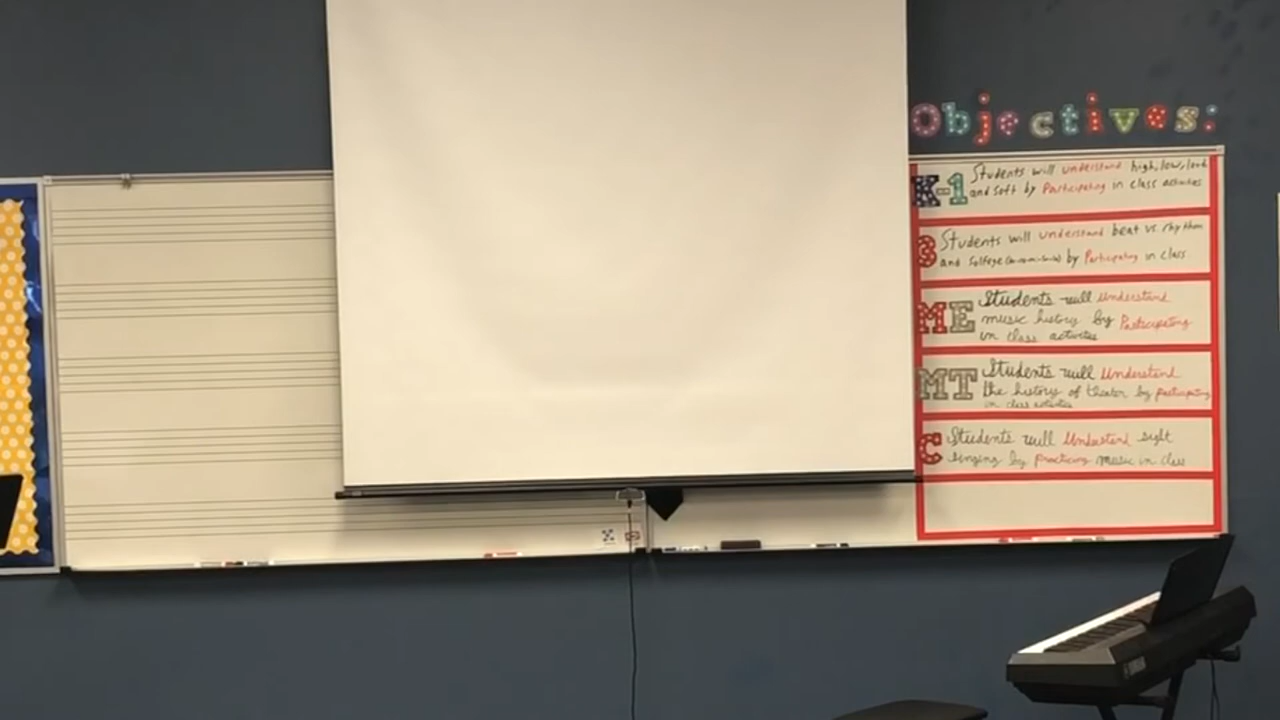 Objectives:
K-1 Students will understand high, low, loud
and soft by Participating in class activities
3 Students will understand beat vs. rhythm
and Solfege by Participating in class.
ME Students will Understand
music history by Participating
in class activities
MT Students will Understand
the history of theater by participating
in class activities
C Students will Understand sight
singing by practicing music in class